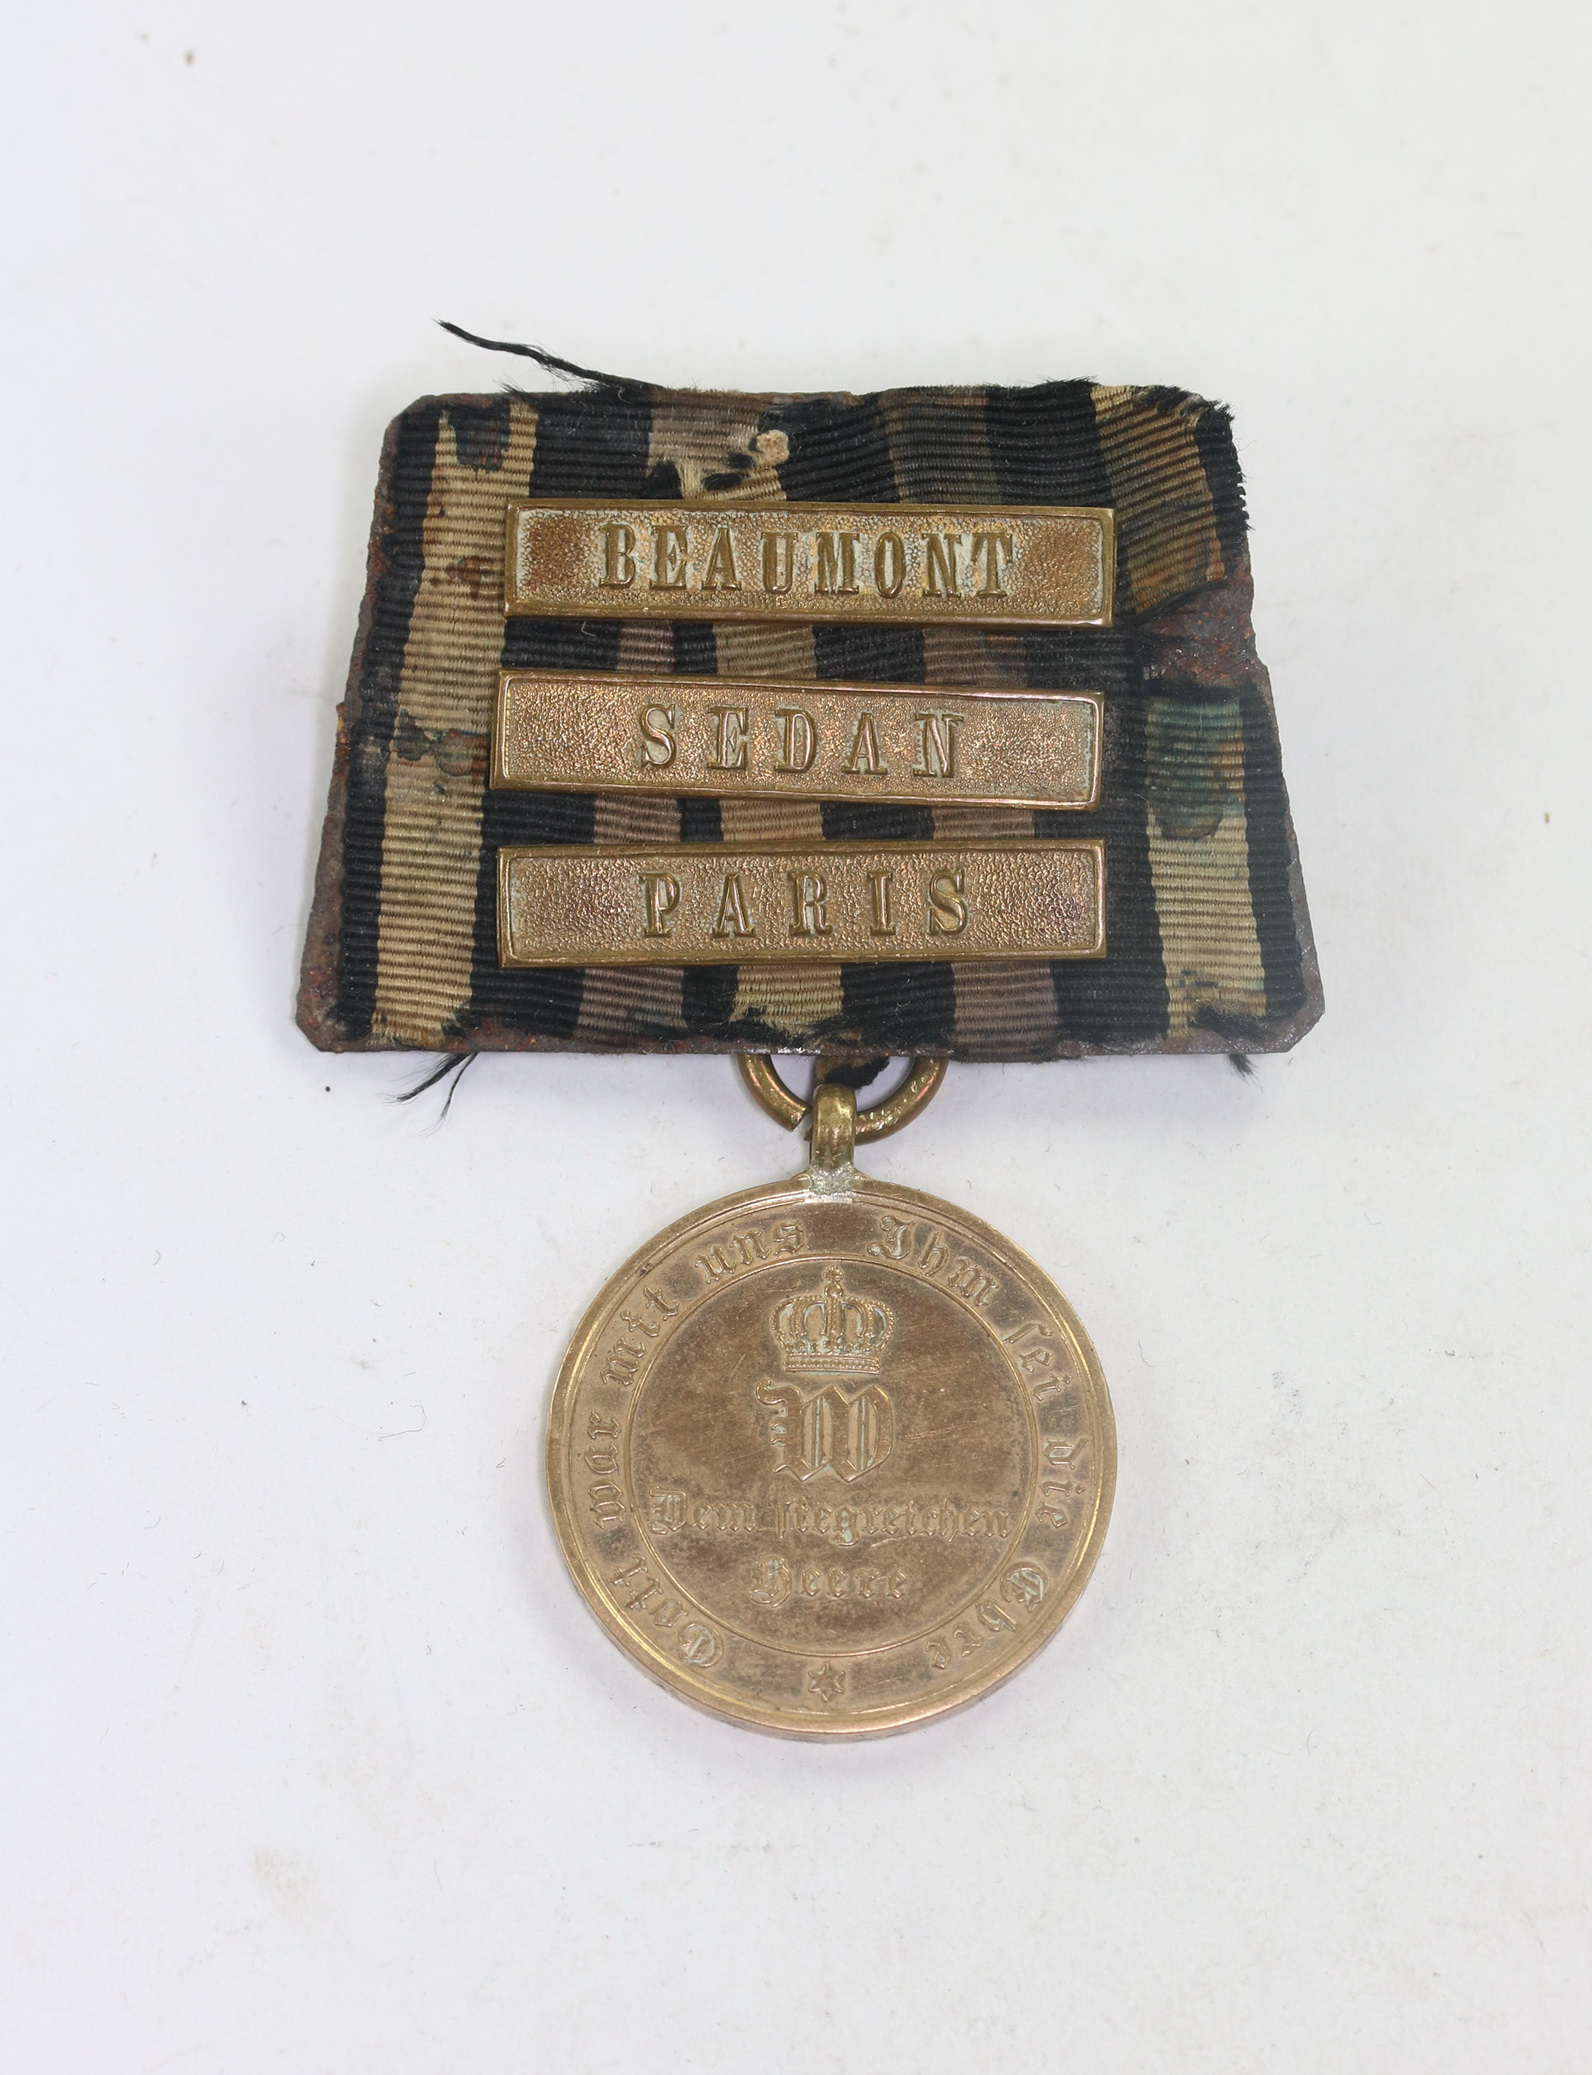 BEAUMONT
SEDAN
PARIS
Gott war mit uns Ihm sei die Ehre
W
Dem siegreichen
Heere